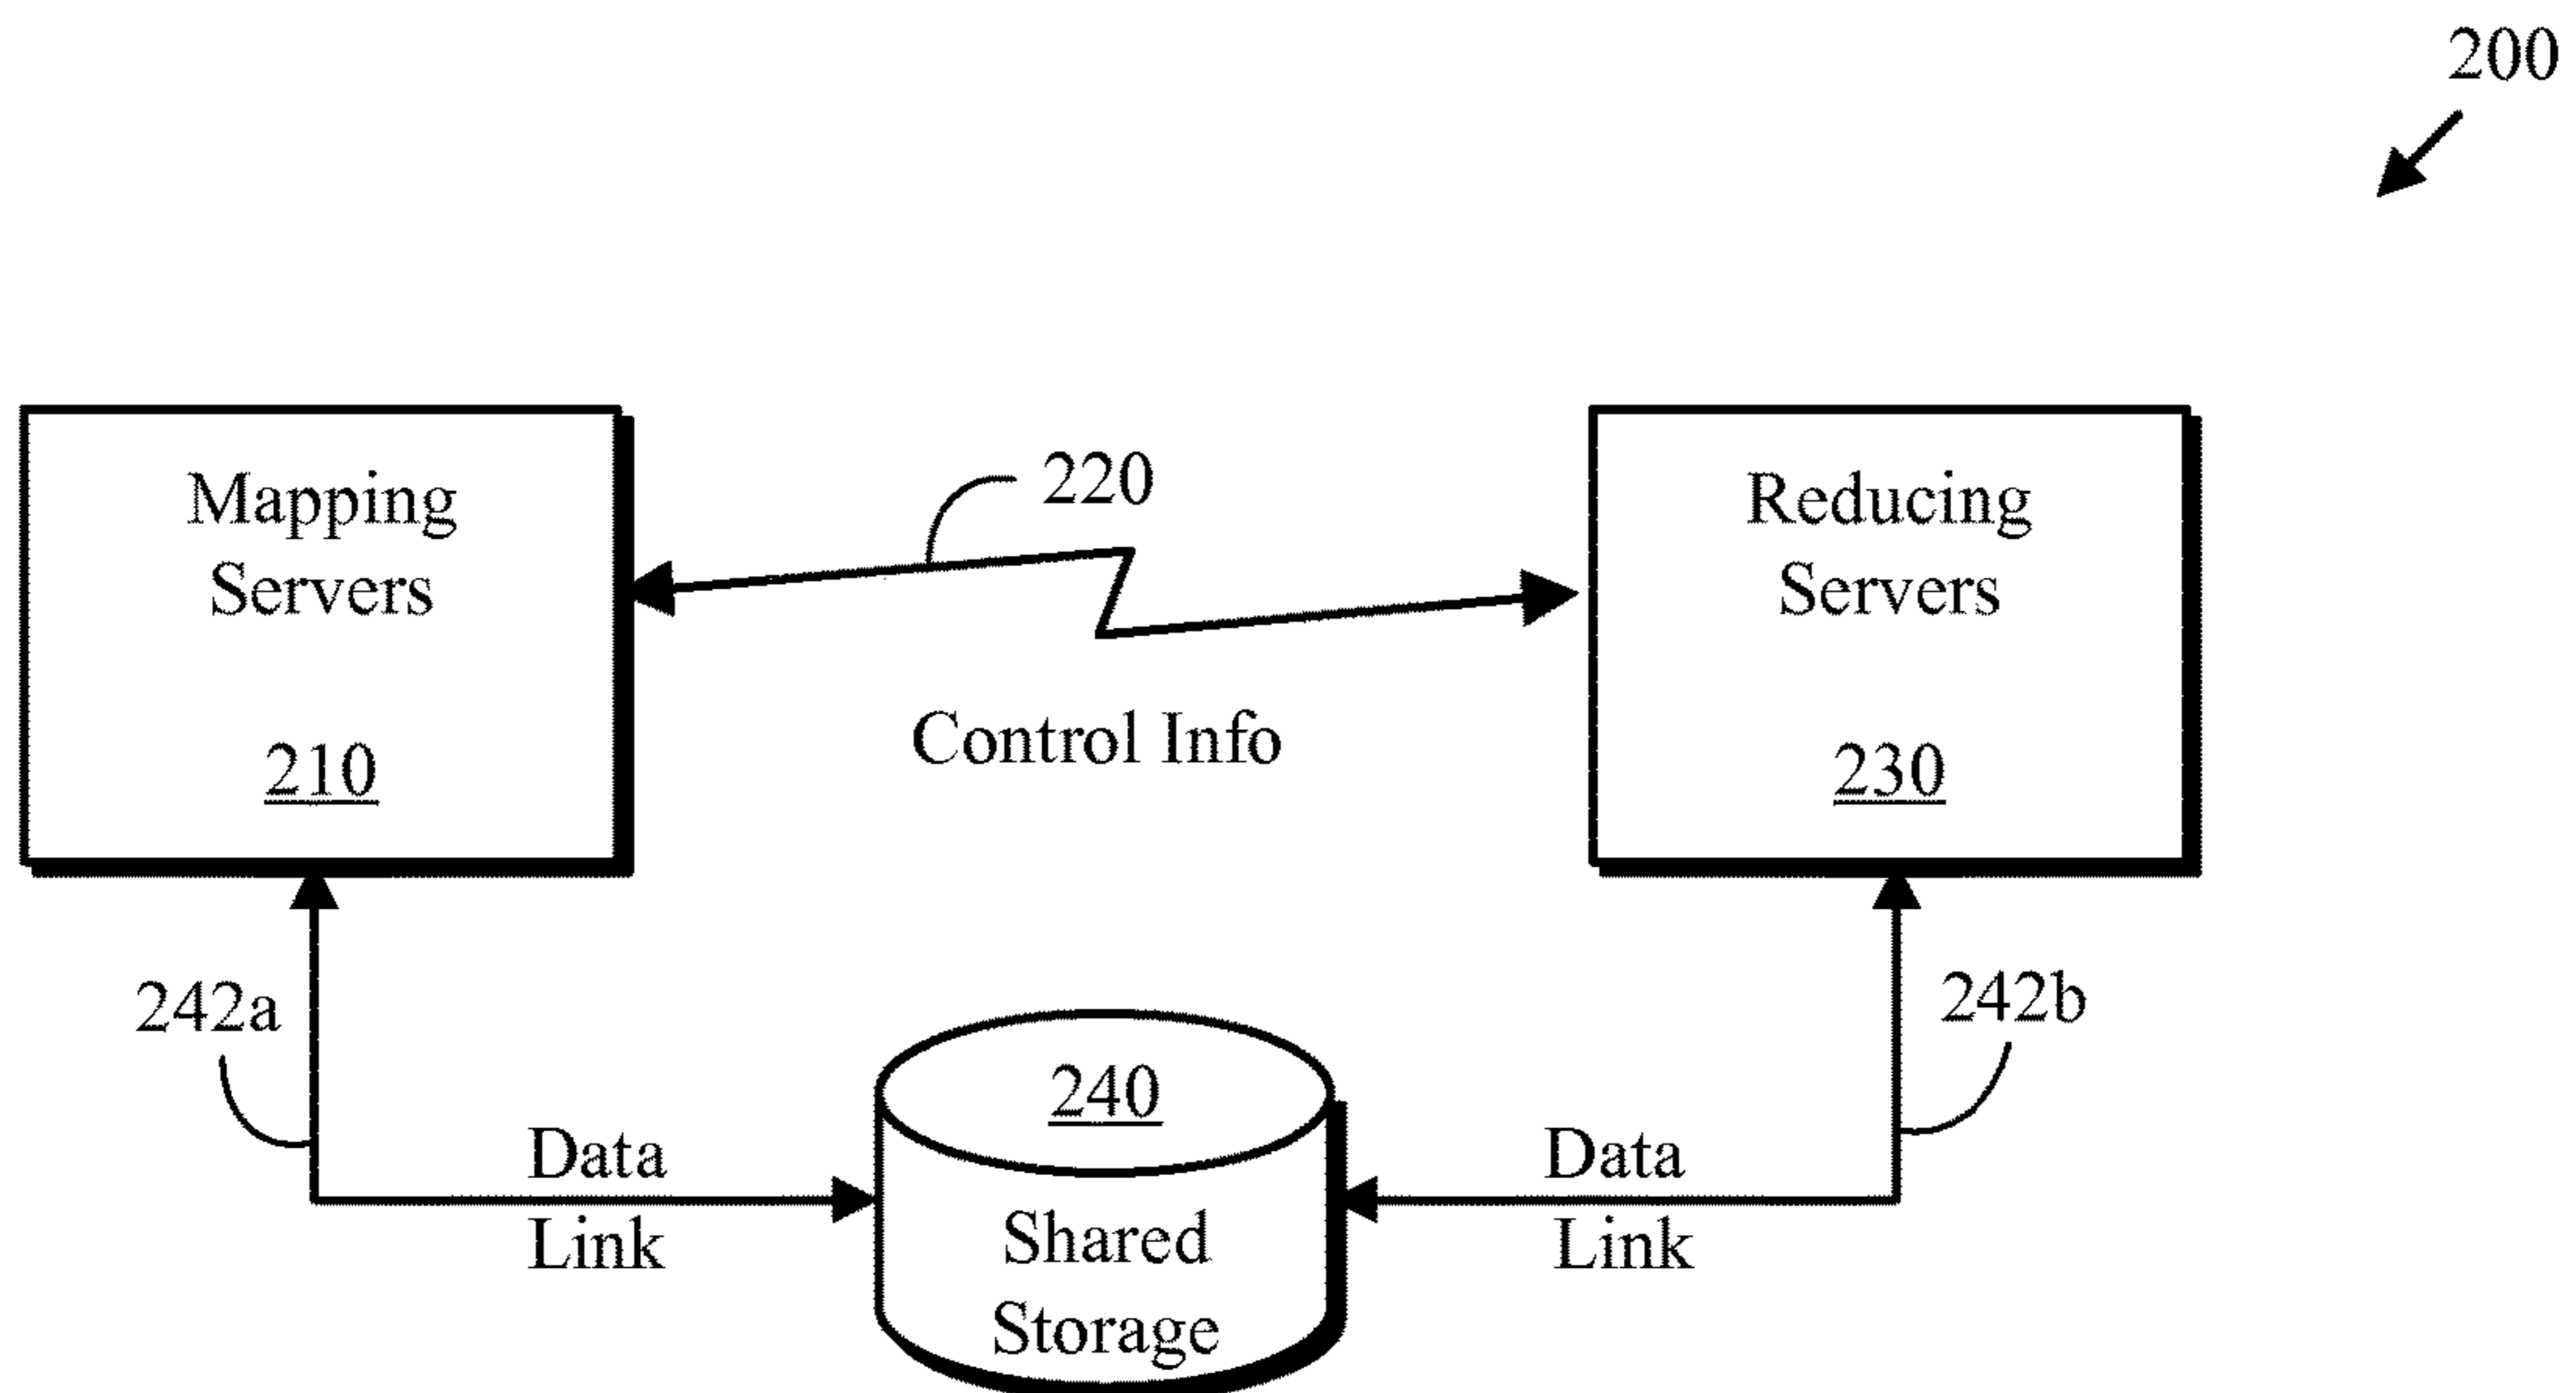 200
Mapping
Servers
210
220
Control Info
Reducing
Servers
230
242a
Data
Link
240
Shared
Storage
Data
Link
242b